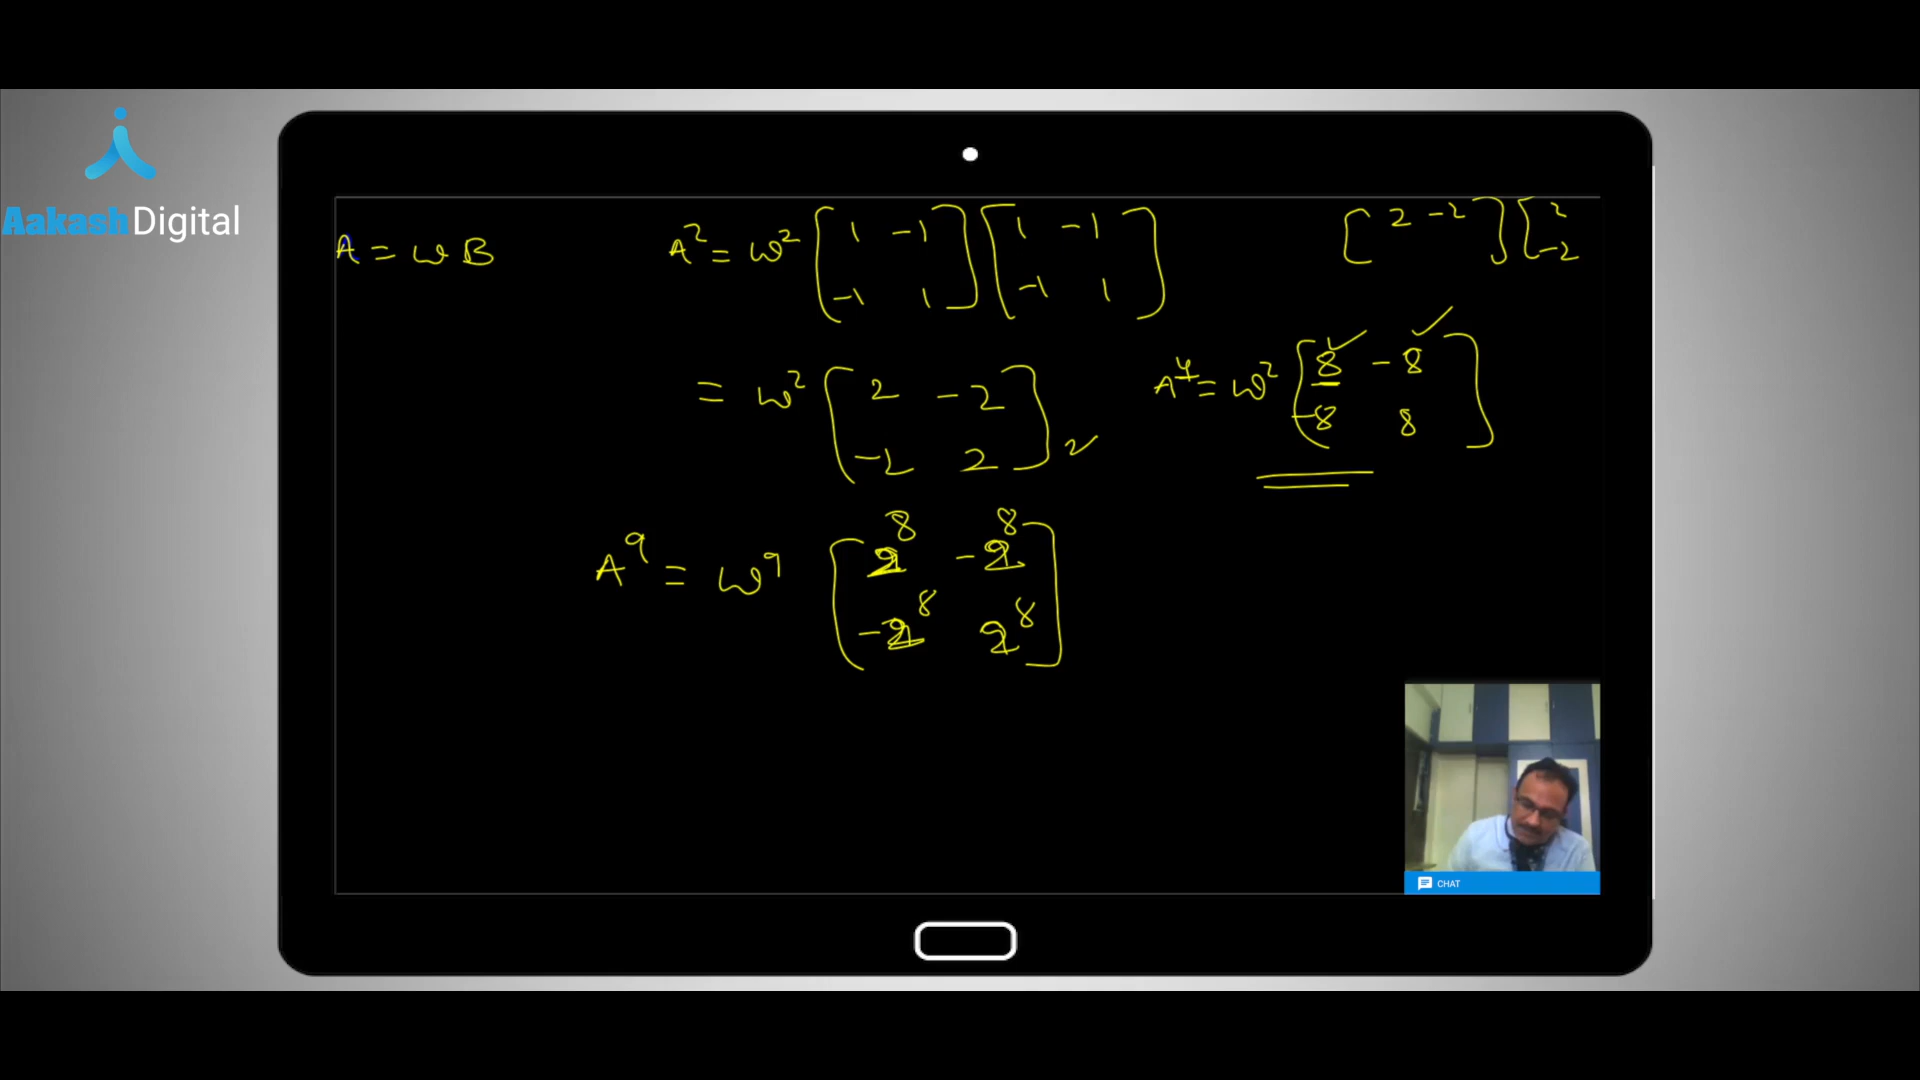 Aakash Digital
A = ωB
A² = ω² [1 -1
-1 1] [1 -1
-1 1]
= ω² [2 -2
-2 2]
A⁹ = ω⁹ [2⁸ -2⁸
-2⁸ 2⁸]
[2 -2] [2
-2
A⁴ = ω² [8 -8
-8 8]
CHAT